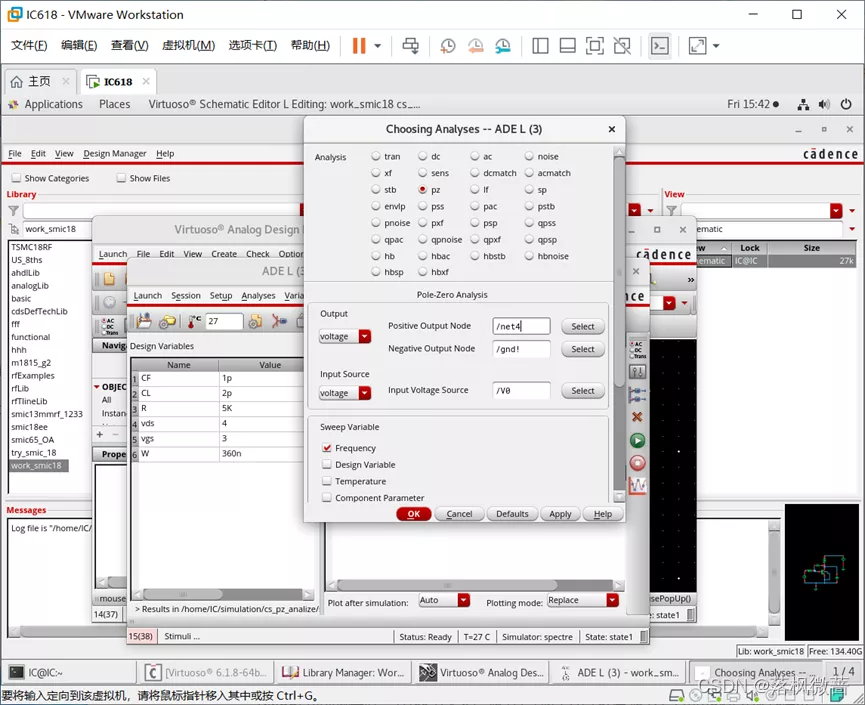 IC618 - VMware Workstation
文件(F) 编辑(E) 查看(V) 虚拟机(M) 选项卡(T) 帮助(H)
主页 IC618
Applications Places Virtuoso® Schematic Editor L Editing: work_smic18 cs_... Fri 15:42
File Edit View Design Manager Help cādence
Show Categories Show Files
Library
View
work_smic18
TSMC18RF
US_8ths
ahdlLib
analogLib
basic
cdsDefTechLib
fff
functional
hhh
m1815_g2
rfExamples
rfLib
rfTlineLib
smic13mmrf_1233
smic18ee
smic65_OA
try_smic_18
work_smic18
Lock Size
IC@IC 27k
Messages
Log file is "/home/IC/
Virtuoso® Analog Design
Launch File Edit View Create Check
cādence
Navig
OBJEC
All
Instan
Prope
mouse
14(37)
ADE L (3)
Launch Session Setup Analyses
27
Design Variables
Name Value
1 CF 1p
2 CL 2p
3 R 5K
4 vds 4
5 vgs 3
6 W 360n
> Results in /home/IC/simulation/cs_pz_analize/
15(38) Stimuli ...
Plot after simulation: Auto Plotting mode: Replace
Status: Ready T=27 C Simulator: spectre State: state1
Choosing Analyses -- ADE L (3)
Analysis
tran dc ac noise
xf sens dcmatch acmatch
stb pz lf sp
envlp pss pac pstb
pnoise pxf psp qpss
qpac qpnoise qpxf qpsp
hb hbac hbstb hbnoise
hbsp hbxf
Pole-Zero Analysis
Output
voltage
Positive Output Node /net4 Select
Negative Output Node /gnd! Select
Input Source
voltage Input Voltage Source /V0 Select
Sweep Variable
Frequency
Design Variable
Temperature
Component Parameter
OK Cancel Defaults Apply Help
Lib: work_smic18 Free: 134.40G
IC@IC:~ [Virtuoso® 6.1.8-64b... Library Manager: Wor... Virtuoso® Analog Des... ADE L (3) - work_sm... Choosing Analyses -- 1 / 4
要将输入定向到该虚拟机，请将鼠标指针移入其中或按 Ctrl+G。
CSDN @落枫微蔷